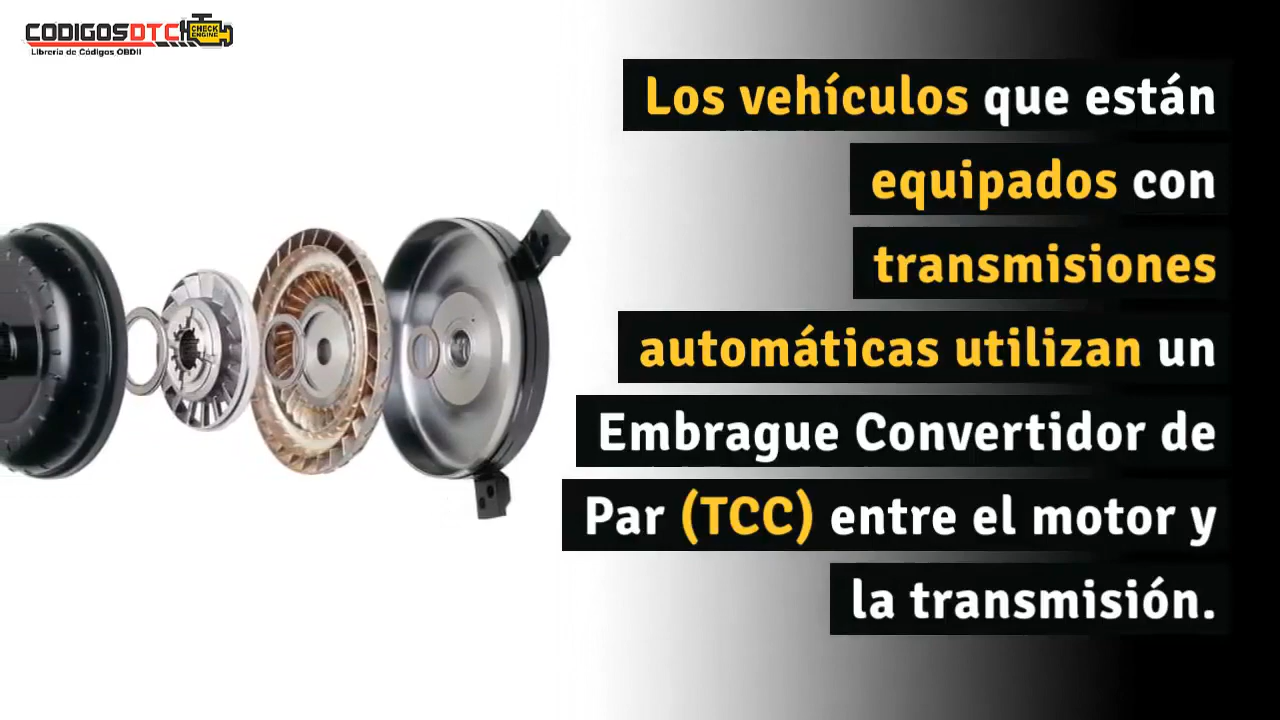 CODIGOSDTC
CHECK
ENGINE
Librería de Códigos OBDII
Los vehículos que están
equipados con
transmisiones
automáticas utilizan un
Embrague Convertidor de
Par (TCC) entre el motor y
la transmisión.